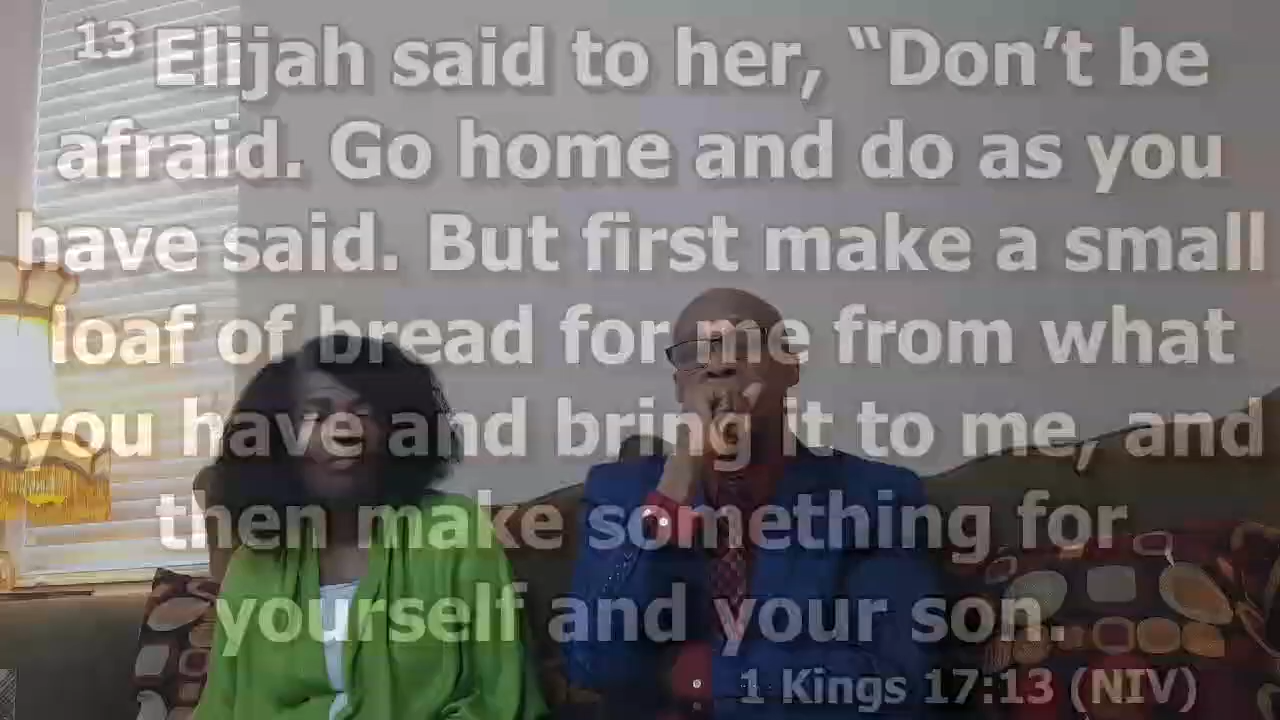 13 Elijah said to her, “Don’t be
afraid. Go home and do as you
have said. But first make a small
loaf of bread for me from what
you have and bring it to me, and
then make something for
yourself and your son.
1 Kings 17:13 (NIV)